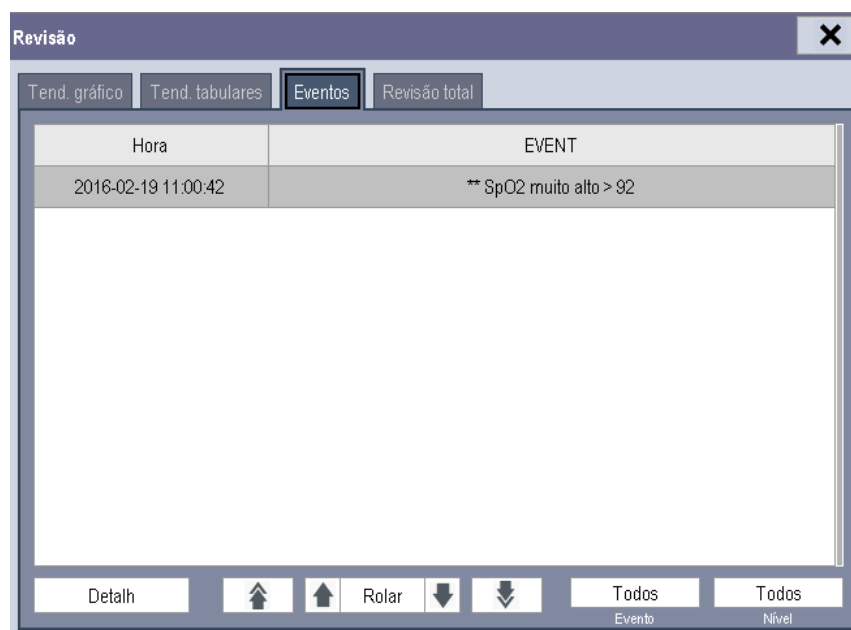 Revisão
Tend. gráfico Tend. tabulares Eventos Revisão total
Hora EVENT
2016-02-19 11:00:42 ** SpO2 muito alto > 92
Detalh Rolar Todos Todos
Evento Nível